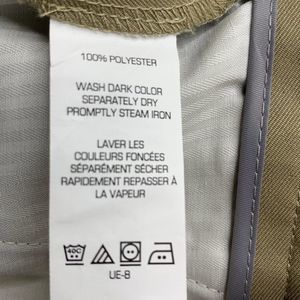 100% POLYESTER
WASH DARK COLOR
SEPARATELY DRY
PROMPTLY STEAM IRON
LAVER LES
COULEURS FONCÉES
SÉPARÉMENT SÉCHER
RAPIDEMENT REPASSER À
LA VAPEUR
40C
UE-8